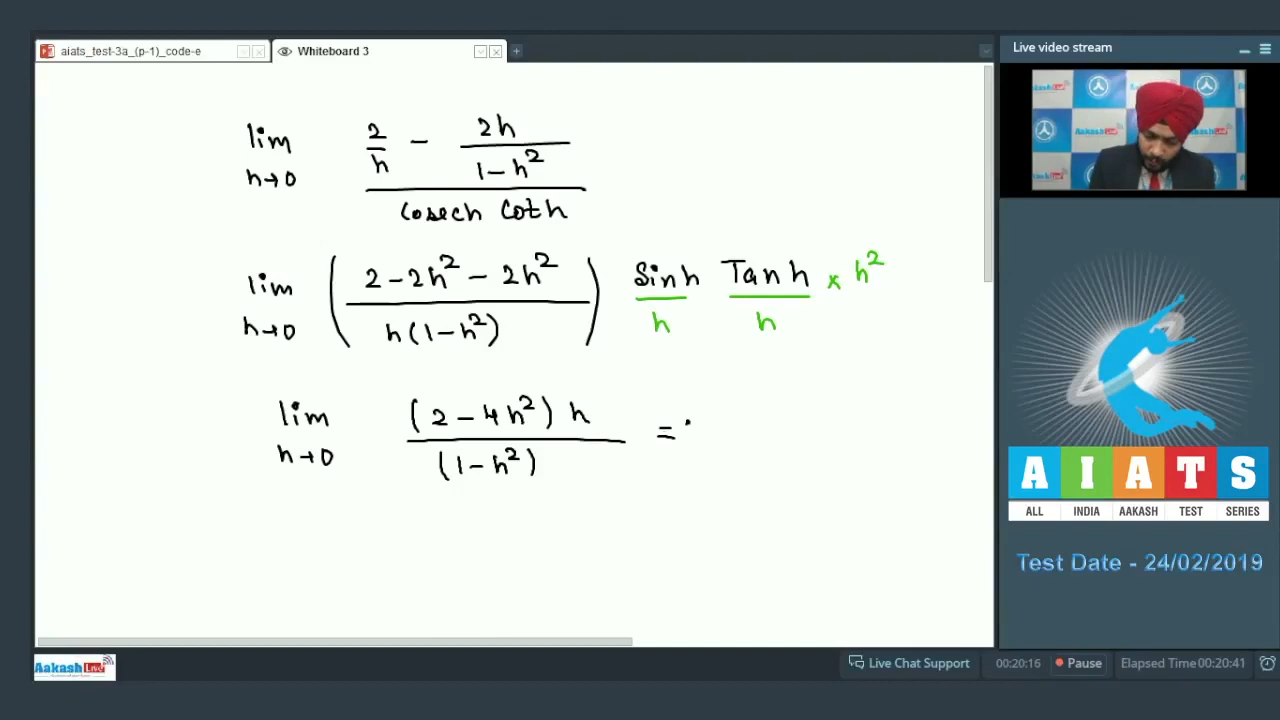 aiats_test-3a_(p-1)_code-e
Whiteboard 3
Live video stream
lim h→0 (2/h − 2h/(1−h²)) / (cosech coth)
lim h→0 ((2−2h²−2h²) / (h(1−h²))) Sinh/h Tanh/h × h²
lim h→0 ((2−4h²)h) / (1−h²) =
A I A T S
ALL INDIA AAKASH TEST SERIES
Test Date - 24/02/2019
Aakash Live
Live Chat Support 00:20:16 Pause Elapsed Time 00:20:41